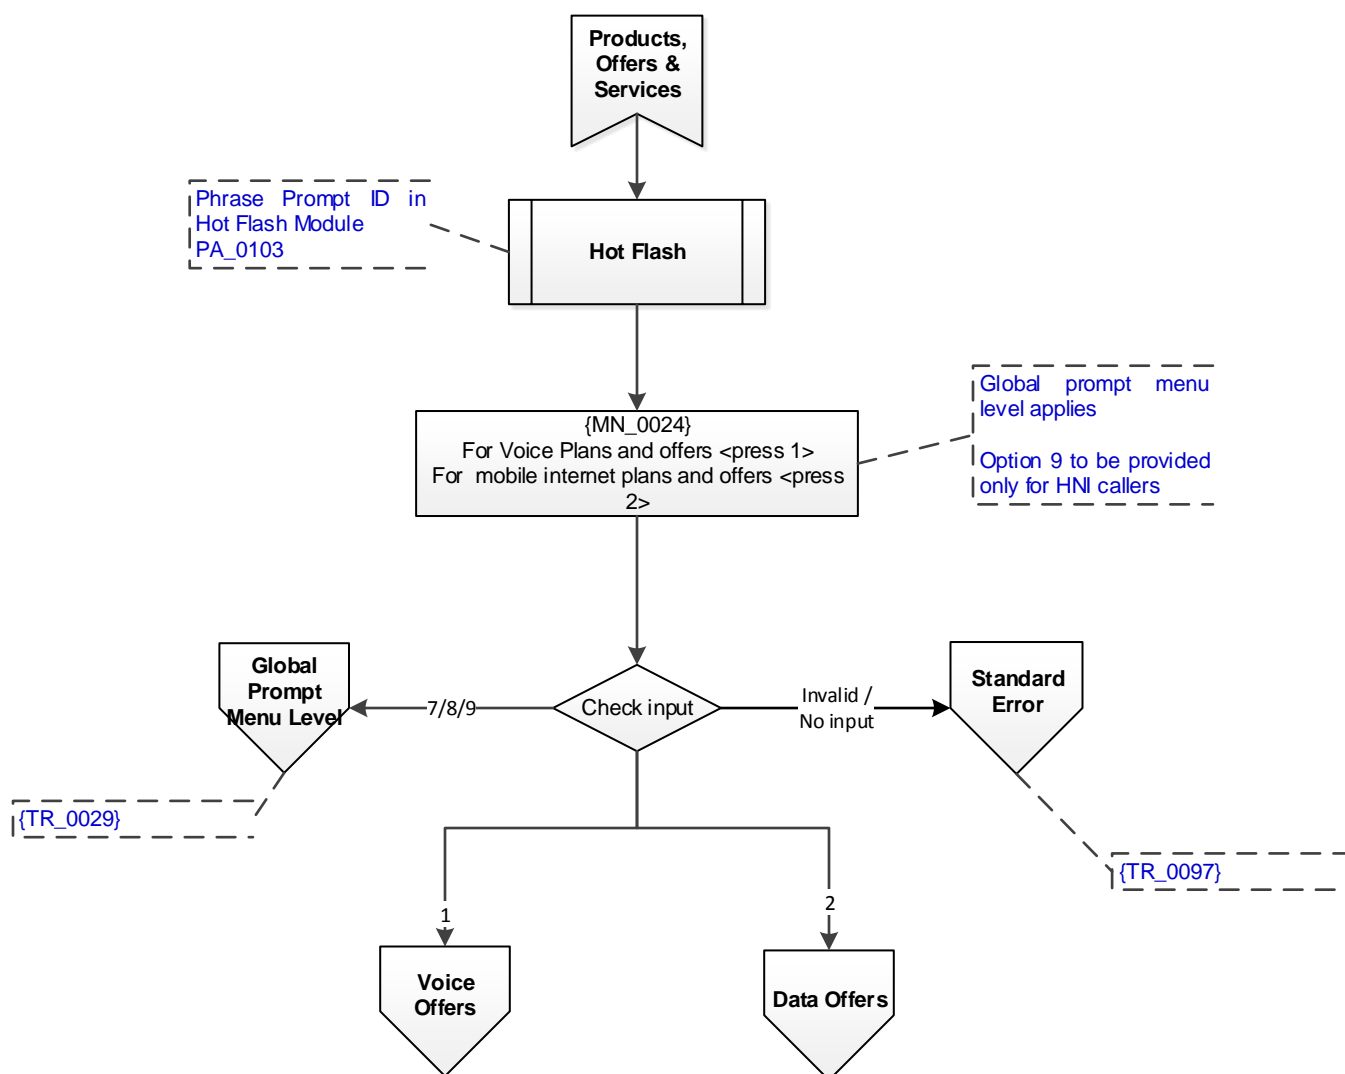 Products,
Offers &
Services
Phrase Prompt ID in
Hot Flash Module
PA_0103
Hot Flash
Global prompt menu
level applies
Option 9 to be provided
only for HNI callers
{MN_0024}
For Voice Plans and offers <press 1>
For mobile internet plans and offers <press
2>
Global
Prompt
Menu Level
7/8/9
Check input
Invalid /
No input
Standard
Error
{TR_0029}
{TR_0097}
1
2
Voice
Offers
Data Offers